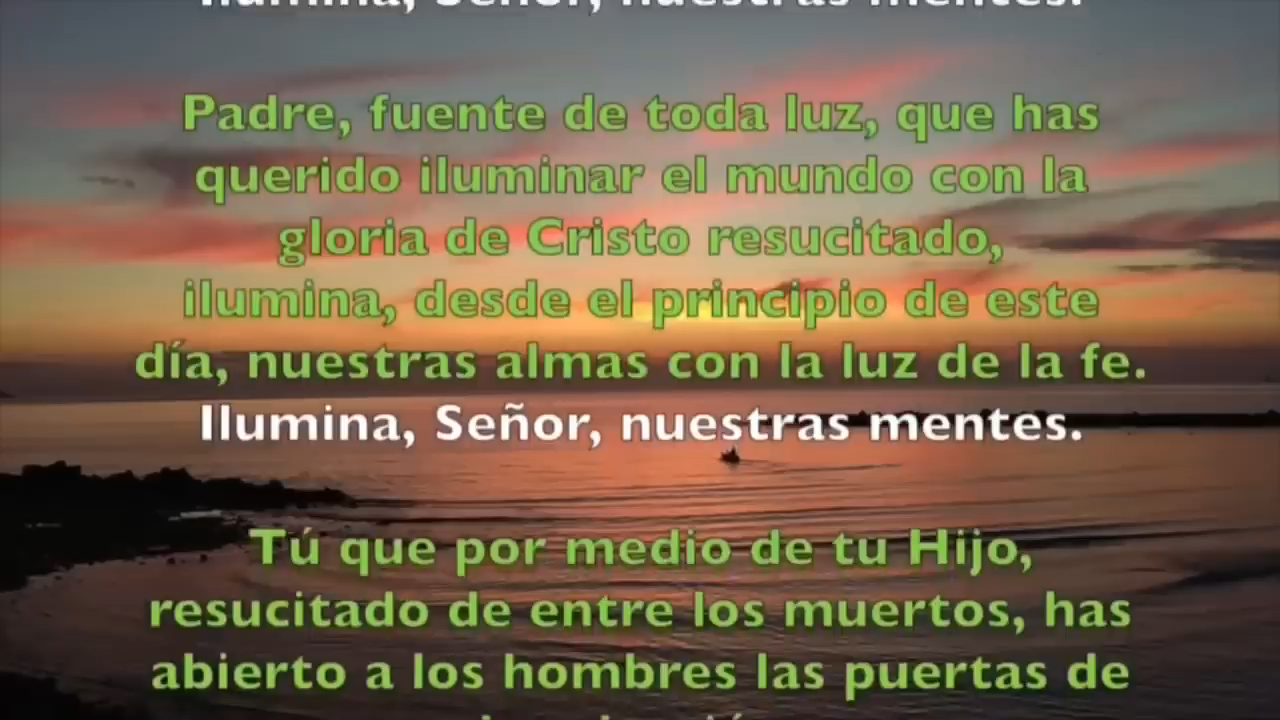 Ilumina, Señor, nuestras mentes.
Padre, fuente de toda luz, que has
querido iluminar el mundo con la
gloria de Cristo resucitado,
ilumina, desde el principio de este
día, nuestras almas con la luz de la fe.
Ilumina, Señor, nuestras mentes.
Tú que por medio de tu Hijo,
resucitado de entre los muertos, has
abierto a los hombres las puertas de